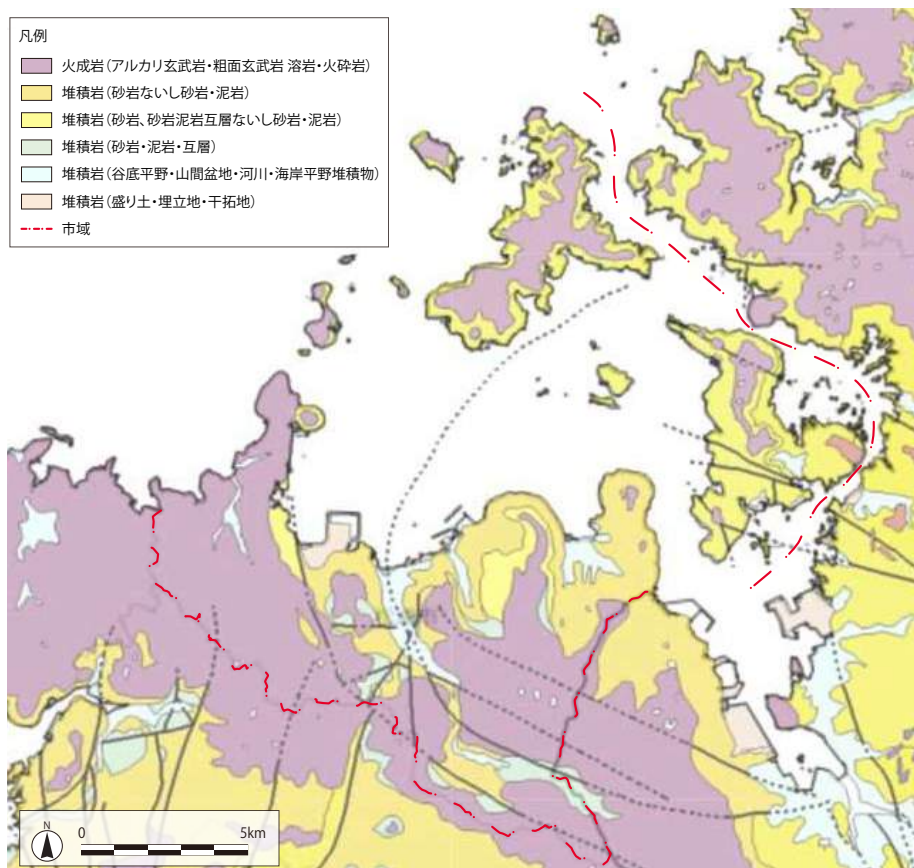 凡例
火成岩(アルカリ玄武岩・粗面玄武岩 溶岩・火砕岩)
堆積岩(砂岩ないし砂岩・泥岩)
堆積岩(砂岩、砂岩泥岩互層ないし砂岩・泥岩)
堆積岩(砂岩・泥岩・互層)
堆積岩(谷底平野・山間盆地・河川・海岸平野堆積物)
堆積岩(盛り土・埋立地・干拓地)
市域
N
0 5km